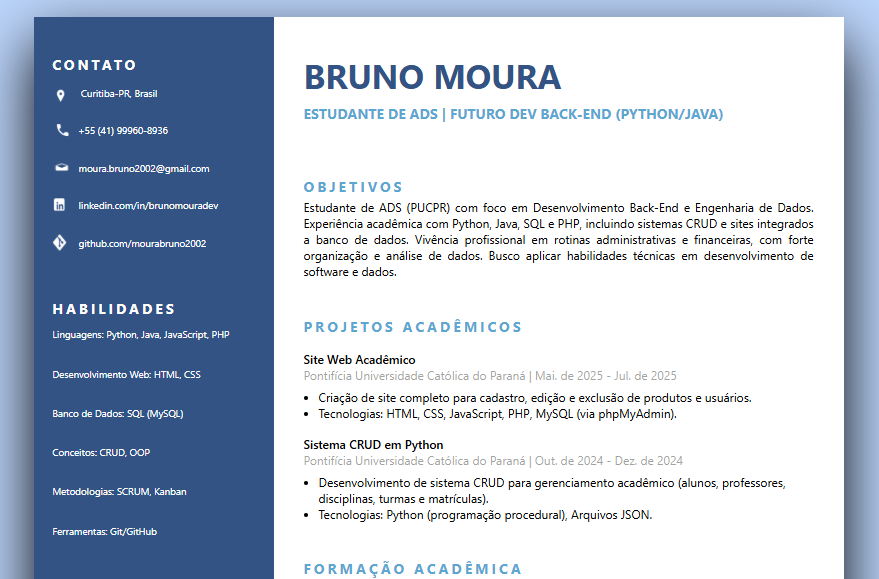 CONTATO
Curitiba-PR, Brasil
+55 (41) 99960-8936
moura.bruno2002@gmail.com
linkedin.com/in/brunomouradev
github.com/mourabruno2002
HABILIDADES
Linguagens: Python, Java, JavaScript, PHP
Desenvolvimento Web: HTML, CSS
Banco de Dados: SQL (MySQL)
Conceitos: CRUD, OOP
Metodologias: SCRUM, Kanban
Ferramentas: Git/GitHub
BRUNO MOURA
ESTUDANTE DE ADS | FUTURO DEV BACK-END (PYTHON/JAVA)
OBJETIVOS
Estudante de ADS (PUCPR) com foco em Desenvolvimento Back-End e Engenharia de Dados.
Experiência acadêmica com Python, Java, SQL e PHP, incluindo sistemas CRUD e sites integrados
a banco de dados. Vivência profissional em rotinas administrativas e financeiras, com forte
organização e análise de dados. Busco aplicar habilidades técnicas em desenvolvimento de
software e dados.
PROJETOS ACADÊMICOS
Site Web Acadêmico
Pontifícia Universidade Católica do Paraná | Mai. de 2025 - Jul. de 2025
• Criação de site completo para cadastro, edição e exclusão de produtos e usuários.
• Tecnologias: HTML, CSS, JavaScript, PHP, MySQL (via phpMyAdmin).
Sistema CRUD em Python
Pontifícia Universidade Católica do Paraná | Out. de 2024 - Dez. de 2024
• Desenvolvimento de sistema CRUD para gerenciamento acadêmico (alunos, professores,
disciplinas, turmas e matrículas).
• Tecnologias: Python (programação procedural), Arquivos JSON.
FORMAÇÃO ACADÊMICA